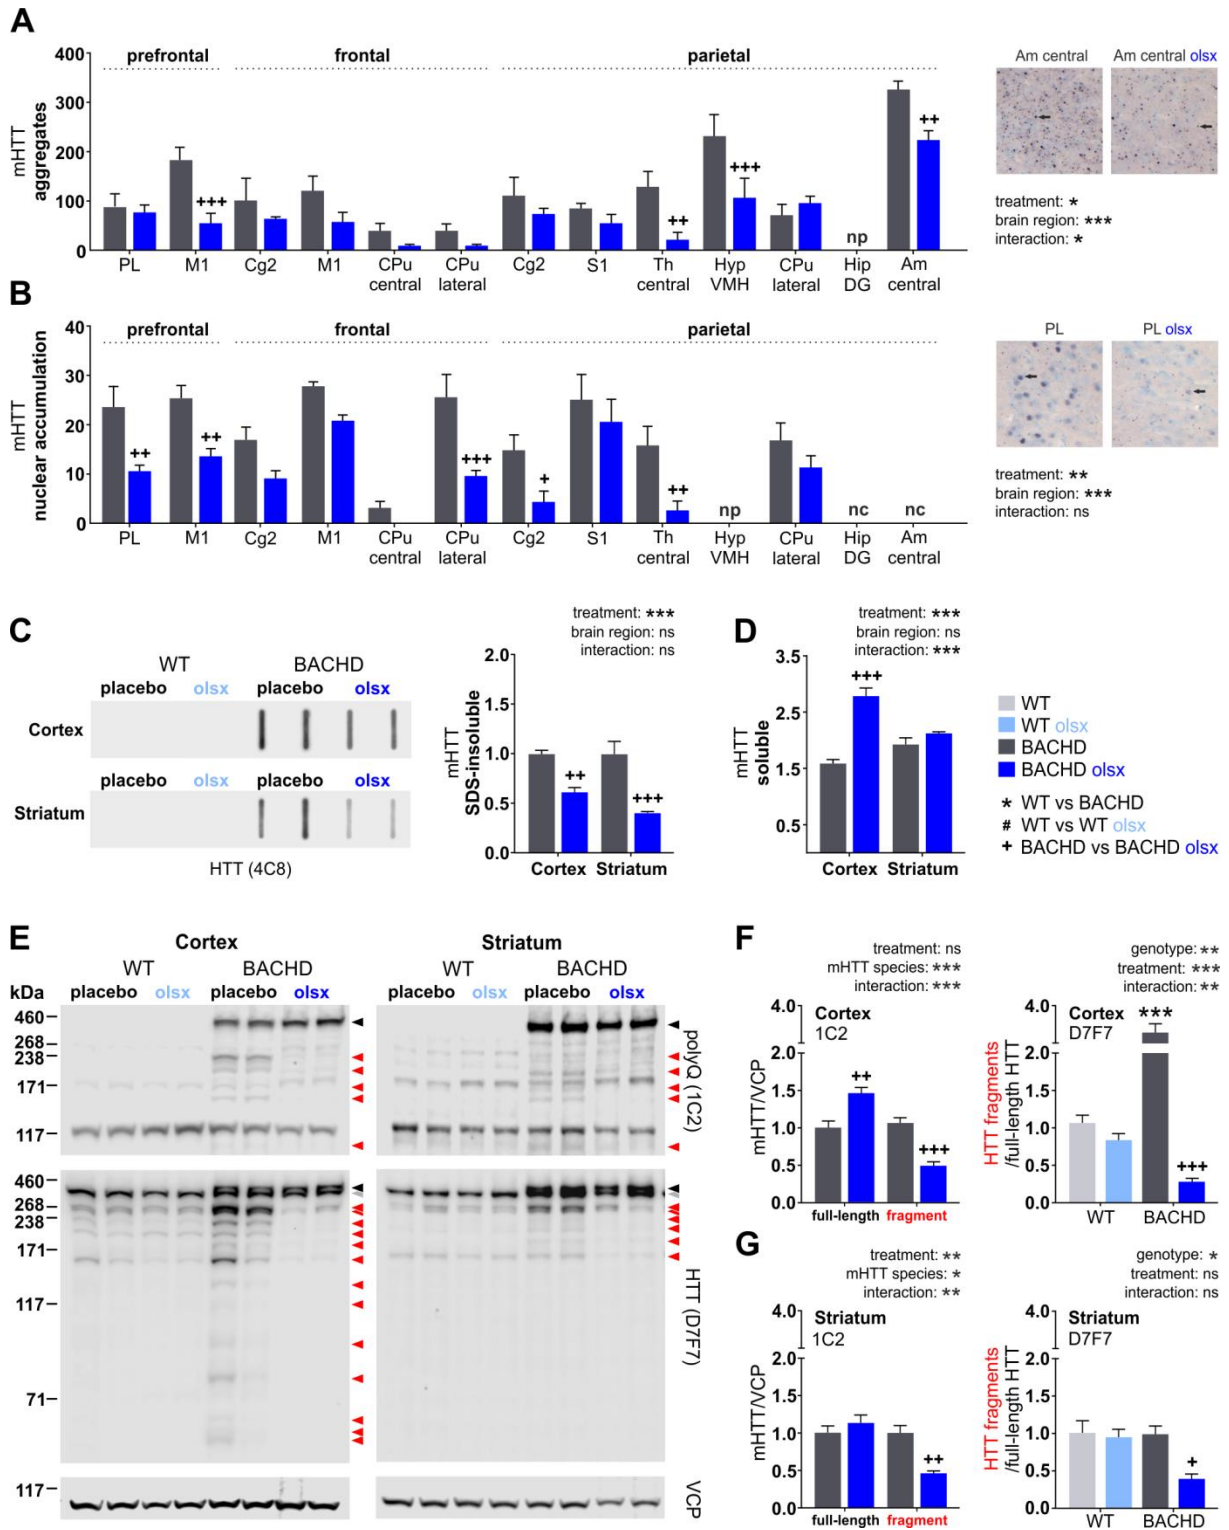 A
prefrontal frontal parietal
mHTT
aggregates
400
300
200
100
0
+++ ++ +++ np ++
PL M1 Cg2 M1 CPu central CPu lateral Cg2 S1 Th central Hyp VMH CPu lateral Hip DG Am central
Am central Am central olsx
treatment: *
brain region: ***
interaction: *
B
prefrontal frontal parietal
mHTT
nuclear accumulation
40
30
20
10
0
++ ++ +++ + ++ np nc nc
PL M1 Cg2 M1 CPu central CPu lateral Cg2 S1 Th central Hyp VMH CPu lateral Hip DG Am central
PL PL olsx
treatment: **
brain region: ***
interaction: ns
C
WT BACHD
placebo olsx placebo olsx
Cortex
placebo olsx placebo olsx
Striatum
HTT (4C8)
treatment: ***
brain region: ns
interaction: ns
mHTT
SDS-insoluble
2.0
1.5
1.0
0.5
0.0
++ +++
Cortex Striatum
D
treatment: ***
brain region: ns
interaction: ***
mHTT
soluble
3.5
2.5
1.5
0.5
+++
Cortex Striatum
WT
WT olsx
BACHD
BACHD olsx
* WT vs BACHD
# WT vs WT olsx
+ BACHD vs BACHD olsx
E
Cortex Striatum
WT BACHD WT BACHD
kDa placebo olsx placebo olsx placebo olsx placebo olsx
460
268
238
171
117
polyQ (1C2)
460
268
238
171
117
71
HTT (D7F7)
117
VCP
F
treatment: ns
mHTT species: ***
interaction: ***
Cortex
1C2
mHTT/VCP
4.0
3.0
2.0
1.5
1.0
0.5
0.0
++ +++
full-length fragment
genotype: **
treatment: ***
interaction: **
Cortex
D7F7
HTT fragments
/full-length HTT
4.0
3.0
2.0
1.5
1.0
0.5
0.0
*** +++
WT BACHD
G
treatment: **
mHTT species: *
interaction: **
Striatum
1C2
mHTT/VCP
4.0
2.1
2.0
1.5
1.0
0.5
0.0
++
full-length fragment
genotype: *
treatment: ns
interaction: ns
Striatum
D7F7
HTT fragments
/full-length HTT
4.0
2.1
2.0
1.5
1.0
0.5
0.0
+
WT BACHD